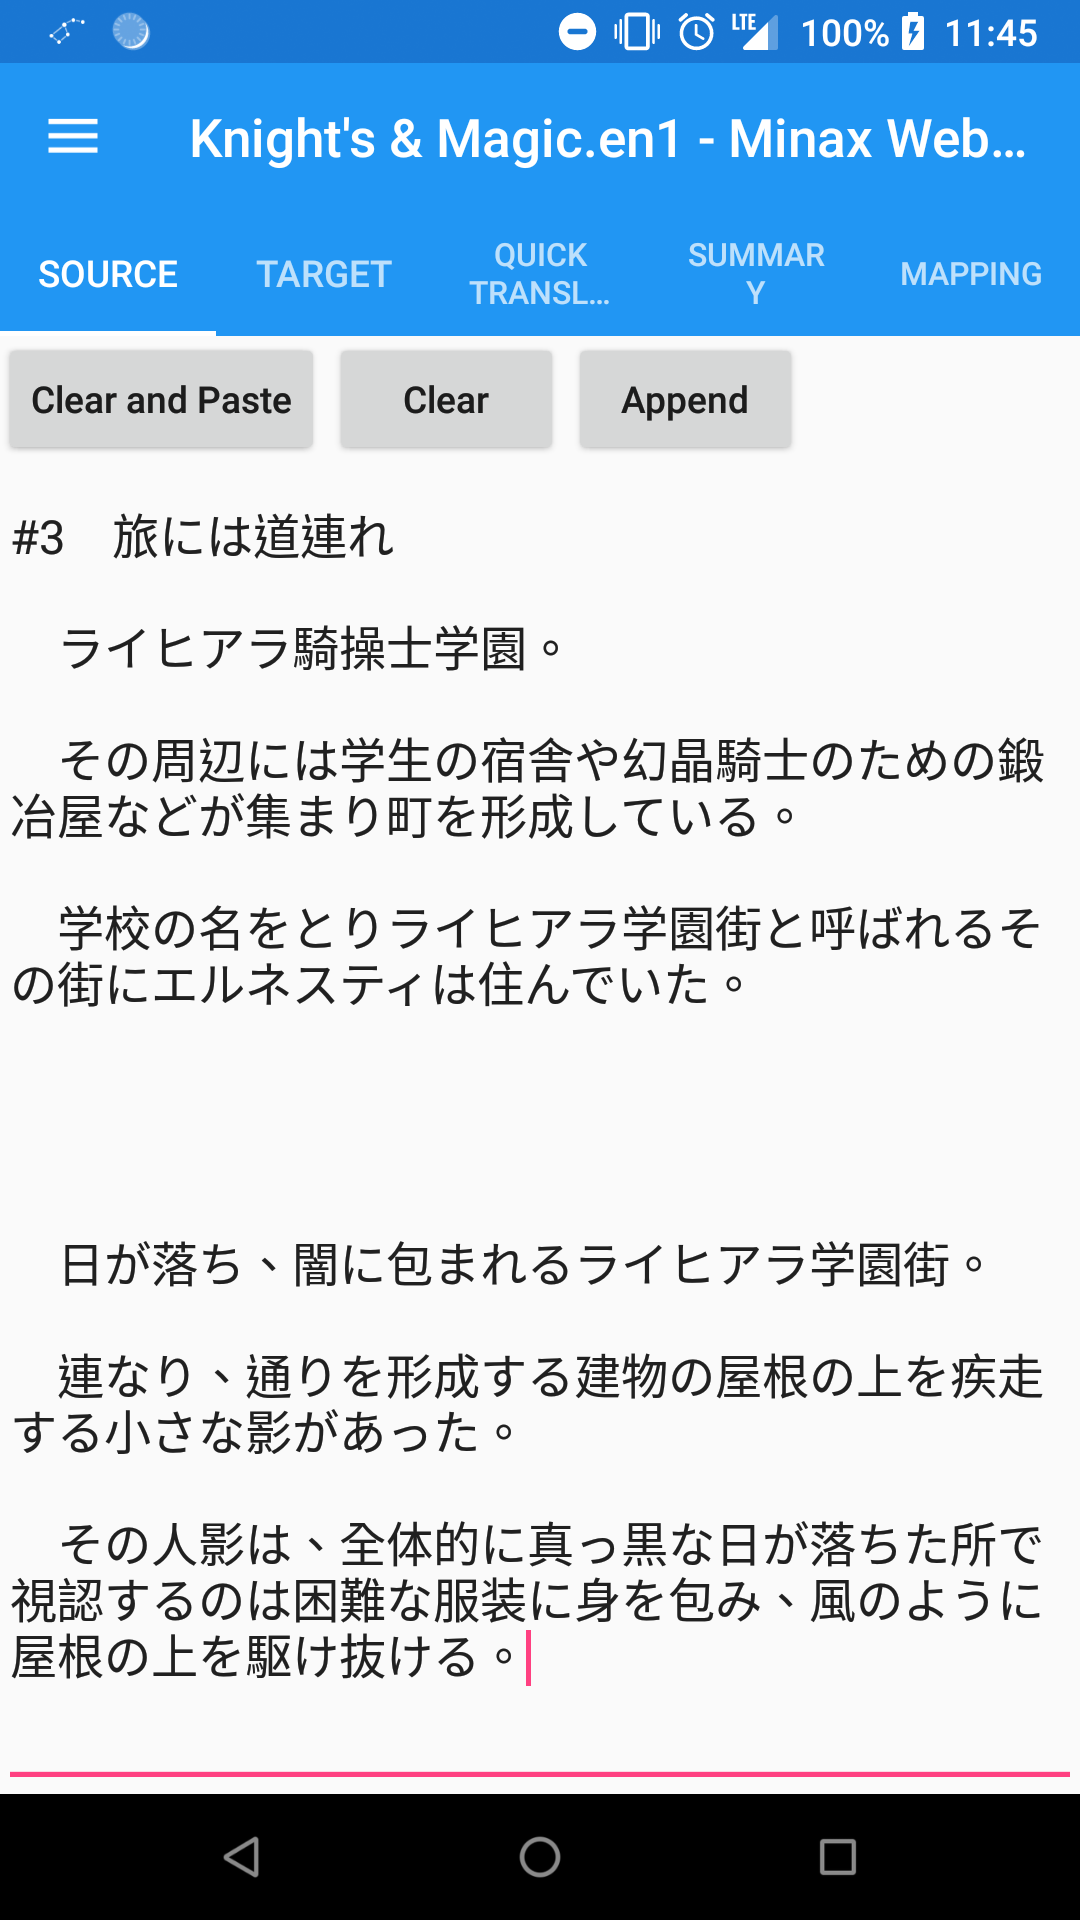 LTE 100% 11:45
Knight's & Magic.en1 - Minax Web...
SOURCE TARGET QUICK TRANSL... SUMMARY MAPPING
Clear and Paste Clear Append
#3　旅には道連れ
　ライヒアラ騎操士学園。
　その周辺には学生の宿舎や幻晶騎士のための鍛
冶屋などが集まり町を形成している。
　学校の名をとりライヒアラ学園街と呼ばれるそ
の街にエルネスティは住んでいた。
　日が落ち、闇に包まれるライヒアラ学園街。
　連なり、通りを形成する建物の屋根の上を疾走
する小さな影があった。
　その人影は、全体的に真っ黒な日が落ちた所で
視認するのは困難な服装に身を包み、風のように
屋根の上を駆け抜ける。